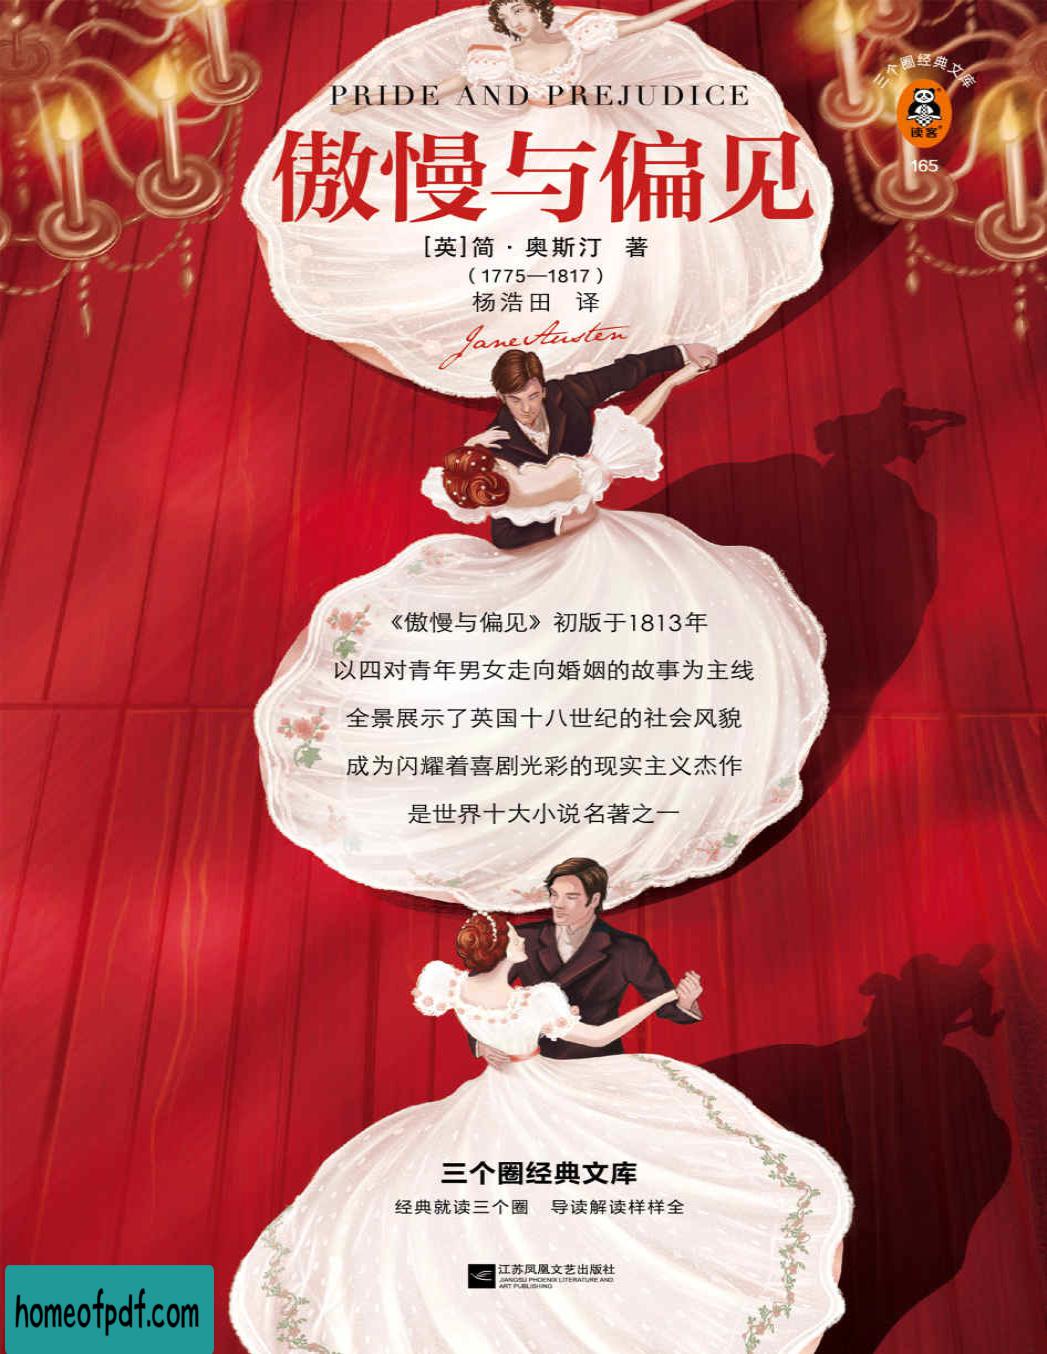 PRIDE AND PREJUDICE
三个圈经典文库
傲慢与偏见
读客
165
[英]简·奥斯汀 著
（1775—1817）
杨浩田 译
Jane Austen
《傲慢与偏见》初版于1813年
以四对青年男女走向婚姻的故事为主线
全景展示了英国十八世纪的社会风貌
成为闪耀着喜剧光彩的现实主义杰作
是世界十大小说名著之一
三个圈经典文库
经典就读三个圈 导读解读样样全
江苏凤凰文艺出版社
JIANGSU PHOENIX LITERATURE AND
ART PUBLISHING
homeofpdf.com